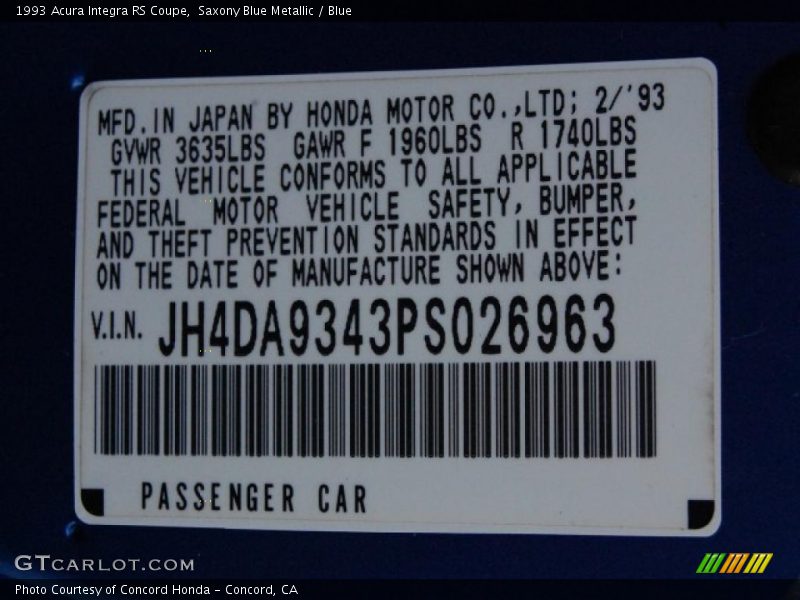 1993 Acura Integra RS Coupe,  Saxony Blue Metallic / Blue
MFD. IN JAPAN BY HONDA MOTOR CO.,LTD; 2/'93
GVWR 3635LBS  GAWR F 1960LBS  R 1740LBS
THIS VEHICLE CONFORMS TO ALL APPLICABLE
FEDERAL MOTOR VEHICLE SAFETY, BUMPER,
AND THEFT PREVENTION STANDARDS IN EFFECT
ON THE DATE OF MANUFACTURE SHOWN ABOVE:
V.I.N. JH4DA9343PS026963
PASSENGER CAR
GTCARLOT.COM
Photo Courtesy of Concord Honda - Concord, CA